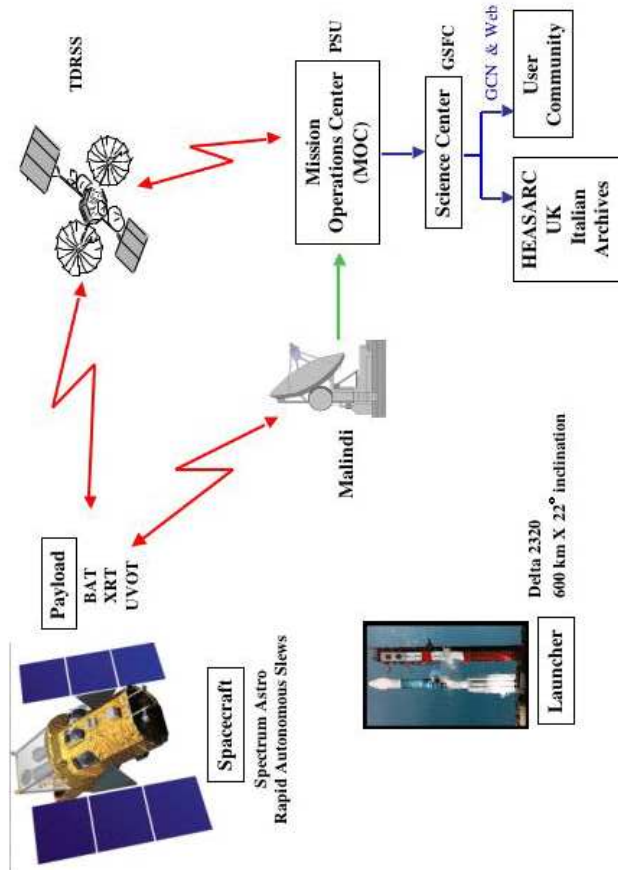 Spacecraft
Spectrum Astro
Rapid Autonomous Slews
Payload
BAT
XRT
UVOT
TDRSS
Launcher
Delta 2320
600 km X 22° inclination
Malindi
Mission
Operations Center
(MOC)
PSU
Science Center
GSFC
GCN & Web
HEASARC
UK
Italian
Archives
User
Community